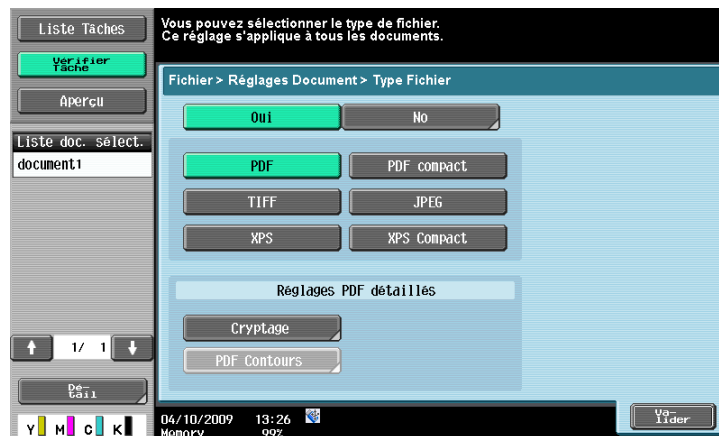 Liste Tâches
Vous pouvez sélectionner le type de fichier.
Ce réglage s'applique à tous les documents.
Vérifier
Tâche
Aperçu
Fichier > Réglages Document > Type Fichier
Oui
No
Liste doc. sélect.
document1
PDF
PDF compact
TIFF
JPEG
XPS
XPS Compact
Réglages PDF détaillés
Cryptage
PDF Contours
1/ 1
Dé-
tail
Va-
lider
Y M C K
04/10/2009 13:26
Memory 99%